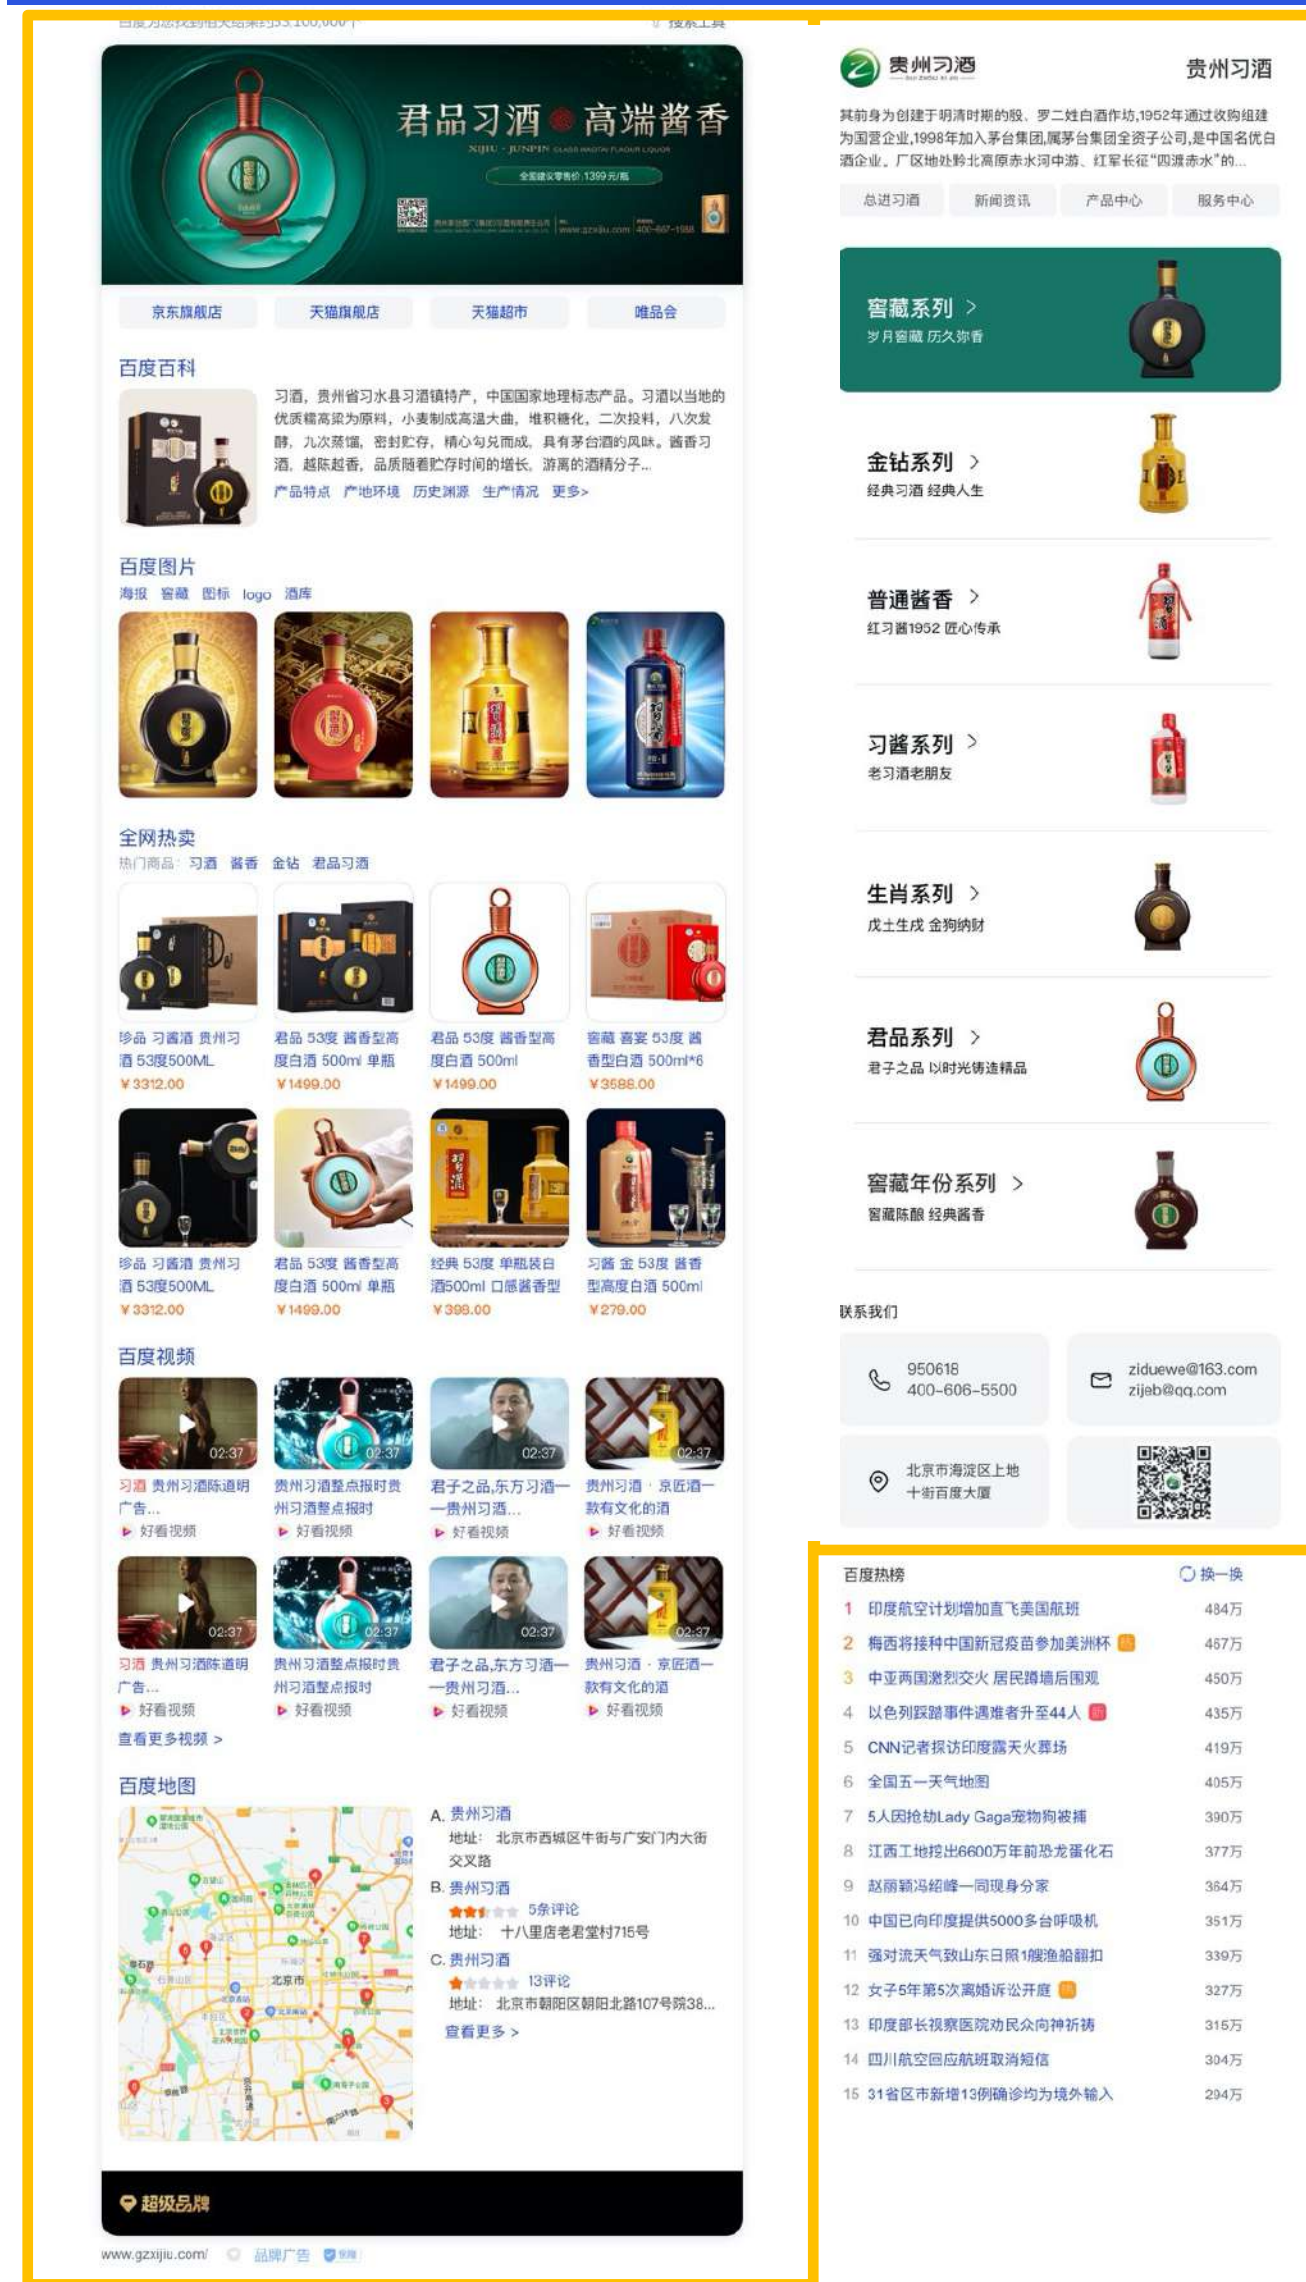 百度为您找到相关结果约53,100,000个
搜索工具
君品习酒 高端酱香
XIJIU · JUNPIN
全国建议零售价:1399元/瓶
www.gzxijiu.com
400-667-1988
京东旗舰店
天猫旗舰店
天猫超市
唯品会
百度百科
习酒，贵州省习水县习酒镇特产，中国国家地理标志产品。习酒以当地的
优质糯高粱为原料，小麦制成高温大曲，堆积糖化，二次投料，八次发
酵，九次蒸馏，密封贮存，精心勾兑而成，具有茅台酒的风味。酱香习
酒，越陈越香，品质随着贮存时间的增长，游离的酒精分子...
产品特点 产地环境 历史渊源 生产情况 更多>
百度图片
海报 窖藏 图标 logo 酒库
全网热卖
热门商品: 习酒 酱香 金钻 君品习酒
珍品 习酱酒 贵州习
酒 53度500ML
¥3312.00
君品 53度 酱香型高
度白酒 500ml 单瓶
¥1499.00
君品 53度 酱香型高
度白酒 500ml
¥1499.00
窖藏 喜宴 53度 酱
香型白酒 500ml*6
¥3588.00
珍品 习酱酒 贵州习
酒 53度500ML
¥3312.00
君品 53度 酱香型高
度白酒 500ml 单瓶
¥1499.00
经典 53度 单瓶装白
酒500ml 口感酱香型
¥398.00
习酱 金 53度 酱香
型高度白酒 500ml
¥279.00
百度视频
02:37
02:37
02:37
02:37
习酒 贵州习酒陈道明
广告...
好看视频
贵州习酒整点报时贵
州习酒整点报时
好看视频
君子之品,东方习酒—
—贵州习酒...
好看视频
贵州习酒 · 京匠酒一
款有文化的酒
好看视频
02:37
02:37
02:37
02:37
习酒 贵州习酒陈道明
广告...
好看视频
贵州习酒整点报时贵
州习酒整点报时
好看视频
君子之品,东方习酒—
—贵州习酒...
好看视频
贵州习酒 · 京匠酒一
款有文化的酒
好看视频
查看更多视频 >
百度地图
北京市
A. 贵州习酒
地址: 北京市西城区牛街与广安门内大街
交叉路
B. 贵州习酒
5条评论
地址: 十八里店老君堂村715号
C. 贵州习酒
13评论
地址: 北京市朝阳区朝阳北路107号院38...
查看更多 >
超级品牌
www.gzxijiu.com/
品牌广告
保障
贵州习酒
贵州习酒
其前身为创建于明清时期的殷、罗二姓白酒作坊,1952年通过收购组建
为国营企业,1998年加入茅台集团,属茅台集团全资子公司,是中国名优白
酒企业。厂区地处黔北高原赤水河中游、红军长征“四渡赤水”的...
总进习酒
新闻资讯
产品中心
服务中心
窖藏系列 >
岁月窖藏 历久弥香
金钻系列 >
经典习酒 经典人生
普通酱香 >
红习酱1952 匠心传承
习酱系列 >
老习酒老朋友
生肖系列 >
戊土生戌 金狗纳财
君品系列 >
君子之品 以时光铸造精品
窖藏年份系列 >
窖藏陈酿 经典酱香
联系我们
950618
400-606-5500
ziduewe@163.com
zijeb@qq.com
北京市海淀区上地
十街百度大厦
百度热榜
换一换
1 印度航空计划增加直飞美国航班 484万
2 梅西将接种中国新冠疫苗参加美洲杯 热 467万
3 中亚两国激烈交火 居民蹲墙后围观 450万
4 以色列踩踏事件遇难者升至44人 新 435万
5 CNN记者探访印度露天火葬场 419万
6 全国五一天气地图 405万
7 5人因抢劫Lady Gaga宠物狗被捕 390万
8 江西工地挖出6600万年前恐龙蛋化石 377万
9 赵丽颖冯绍峰一同现身分家 364万
10 中国已向印度提供5000多台呼吸机 351万
11 强对流天气致山东日照1艘渔船翻扣 339万
12 女子5年第5次离婚诉讼开庭 热 327万
13 印度部长视察医院劝民众向神祈祷 315万
14 四川航空回应航班取消短信 304万
15 31省区市新增13例确诊均为境外输入 294万